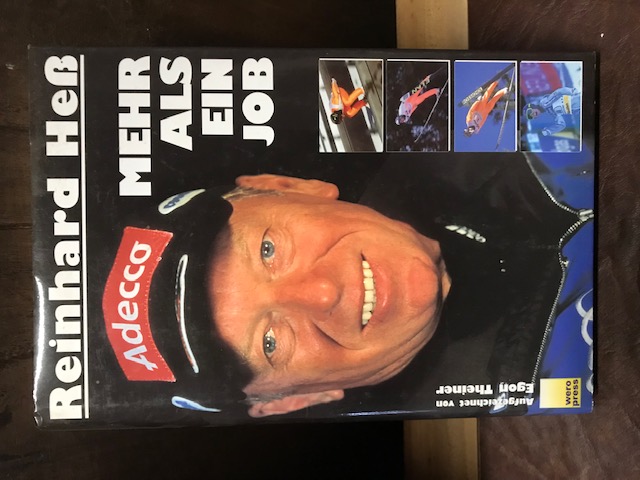 Reinhard Heß
MEHR
ALS
EIN
JOB
Adecco
Aufgezeichnet von
Egon Theiner
wero
press